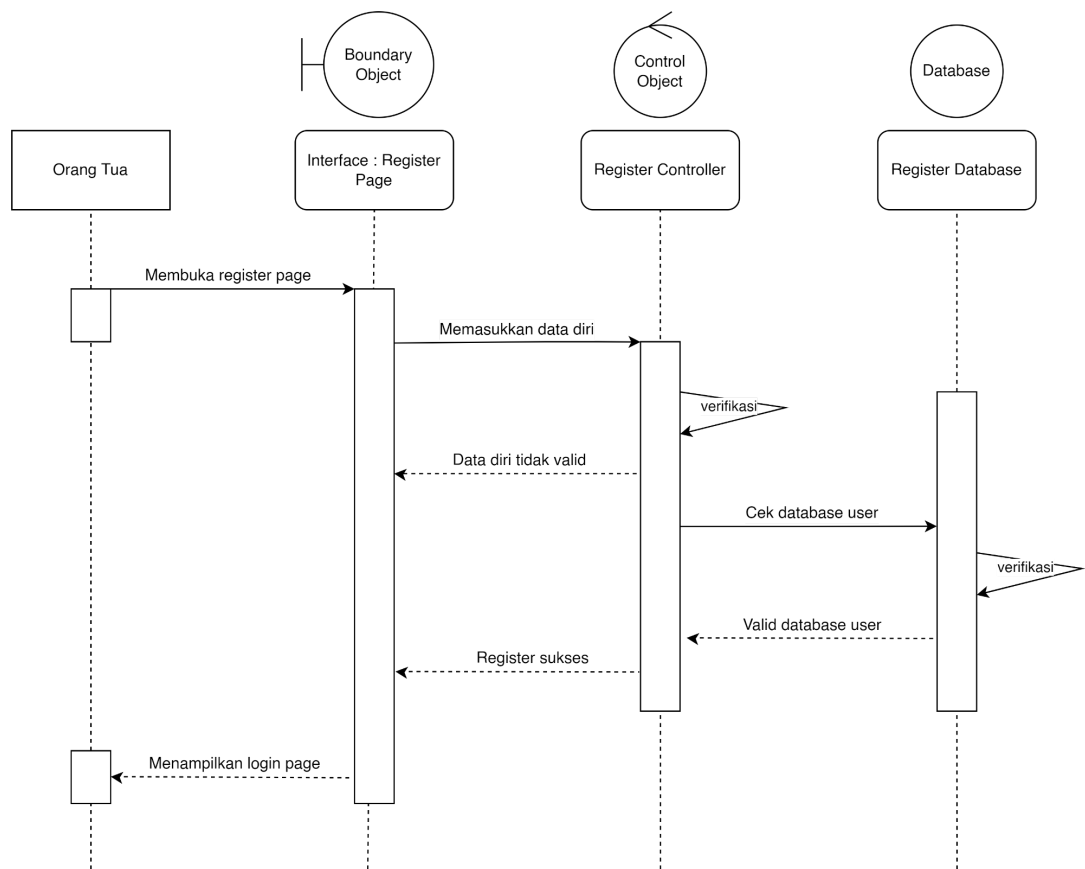 Boundary
Object
Control
Object
Database
Orang Tua
Interface : Register
Page
Register Controller
Register Database
Membuka register page
Memasukkan data diri
verifikasi
Data diri tidak valid
Cek database user
verifikasi
Valid database user
Register sukses
Menampilkan login page